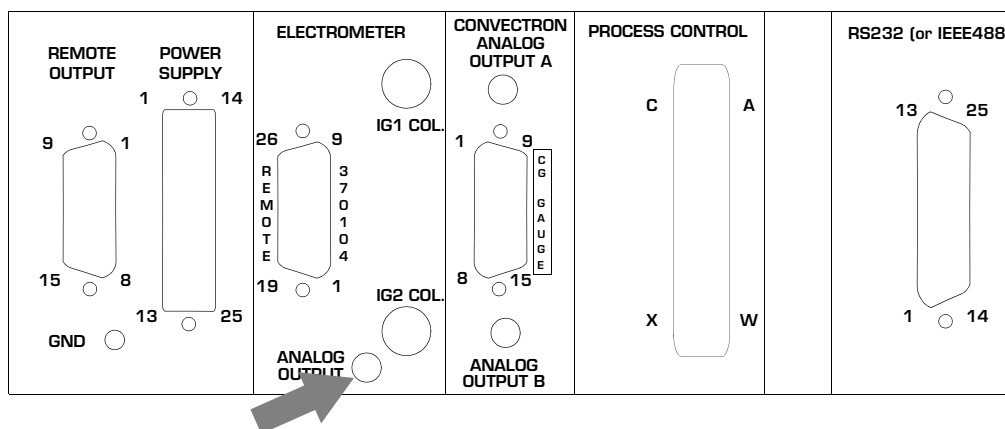 REMOTE
OUTPUT
9
1
15
8
GND
POWER
SUPPLY
1
14
13
25
ELECTROMETER
IG1 COL.
26
9
REMOTE
370104
19
1
IG2 COL.
ANALOG
OUTPUT
CONVECTRON
ANALOG
OUTPUT A
1
9
CG GAUGE
8
15
ANALOG
OUTPUT B
PROCESS CONTROL
C
A
X
W
RS232 (or IEEE488
13
25
1
14